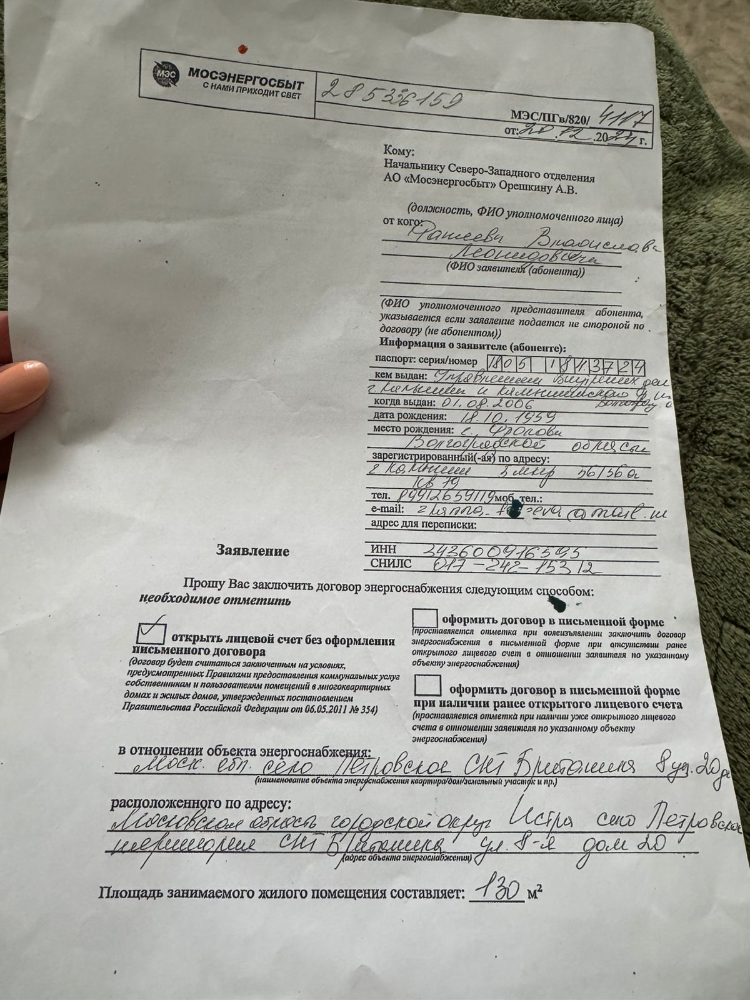 МЭС
МОСЭНЕРГОСБЫТ
С НАМИ ПРИХОДИТ СВЕТ
285336159
МЭС/ПГв/820/ 4117
от: 20.12.2024 г.
Кому:
Начальнику Северо-Западного отделения
АО «Мосэнергосбыт» Орешкину А.В.
(должность, ФИО уполномоченного лица)
от кого:
Владислава
Леонидовича
(ФИО заявителя (абонента))
(ФИО уполномоченного представителя абонента,
указывается если заявление подается не стороной по
договору (не абонентом))
Информация о заявителе (абоненте):
паспорт: серия/номер 1805 1843724
кем выдан: Управлением Внутренних дел
г. Камышин и Камышинского р-на
Волгогр. о
когда выдан: 01.08.2006
дата рождения: 18.10.1959
место рождения: с. Фролово
Волгоградской области
зарегистрированный(-ая) по адресу:
г Камышин 5 мкр 56/56а
кв 79
тел. 89912659119 моб. тел.:
e-mail: @mail.ru
адрес для переписки:
ИНН 343600916595
СНИЛС 017-242-153 12
Заявление
Прошу Вас заключить договор энергоснабжения следующим способом:
необходимое отметить
открыть лицевой счет без оформления
письменного договора
(договор будет считаться заключенным на условиях,
предусмотренных Правилами предоставления коммунальных услуг
собственникам и пользователям помещений в многоквартирных
домах и жилых домов, утвержденных постановлением
Правительства Российской Федерации от 06.05.2011 № 354)
оформить договор в письменной форме
(проставляется отметка при волеизъявлении заключить договор
энергоснабжения в письменной форме при отсутствии ранее
открытого лицевого счета в отношении заявителя по указанному
объекту энергоснабжения)
оформить договор в письменной форме
при наличии ранее открытого лицевого счета
(проставляется отметка при наличии уже открытого лицевого
счета в отношении заявителя по указанному объекту
энергоснабжения)
в отношении объекта энергоснабжения:
Моск. обл. село Петровское СНТ Британика 8 ул. 20 д
(наименование объекта энергоснабжения квартира/дом/земельный участок и пр.)
расположенного по адресу:
Московская область городской округ Истра село Петровское
территория СНТ Британика ул. 8-я дом 20
(адрес объекта энергоснабжения)
Площадь занимаемого жилого помещения составляет: 130 м²